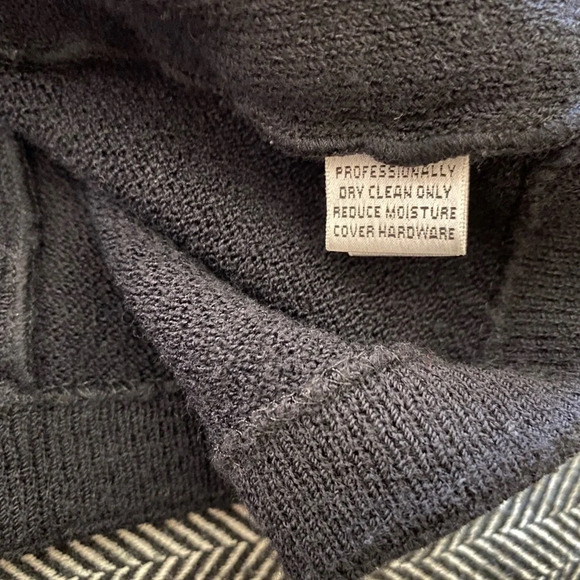 PROFESSIONALLY
DRY CLEAN ONLY
REDUCE MOISTURE
COVER HARDWARE